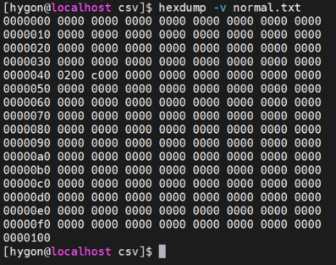 [hygon@localhost csv]$ hexdump -v normal.txt
0000000 0000 0000 0000 0000 0000 0000 0000 0000
0000010 0000 0000 0000 0000 0000 0000 0000 0000
0000020 0000 0000 0000 0000 0000 0000 0000 0000
0000030 0000 0000 0000 0000 0000 0000 0000 0000
0000040 0200 c000 0000 0000 0000 0000 0000 0000
0000050 0000 0000 0000 0000 0000 0000 0000 0000
0000060 0000 0000 0000 0000 0000 0000 0000 0000
0000070 0000 0000 0000 0000 0000 0000 0000 0000
0000080 0000 0000 0000 0000 0000 0000 0000 0000
0000090 0000 0000 0000 0000 0000 0000 0000 0000
00000a0 0000 0000 0000 0000 0000 0000 0000 0000
00000b0 0000 0000 0000 0000 0000 0000 0000 0000
00000c0 0000 0000 0000 0000 0000 0000 0000 0000
00000d0 0000 0000 0000 0000 0000 0000 0000 0000
00000e0 0000 0000 0000 0000 0000 0000 0000 0000
00000f0 0000 0000 0000 0000 0000 0000 0000 0000
0000100
[hygon@localhost csv]$